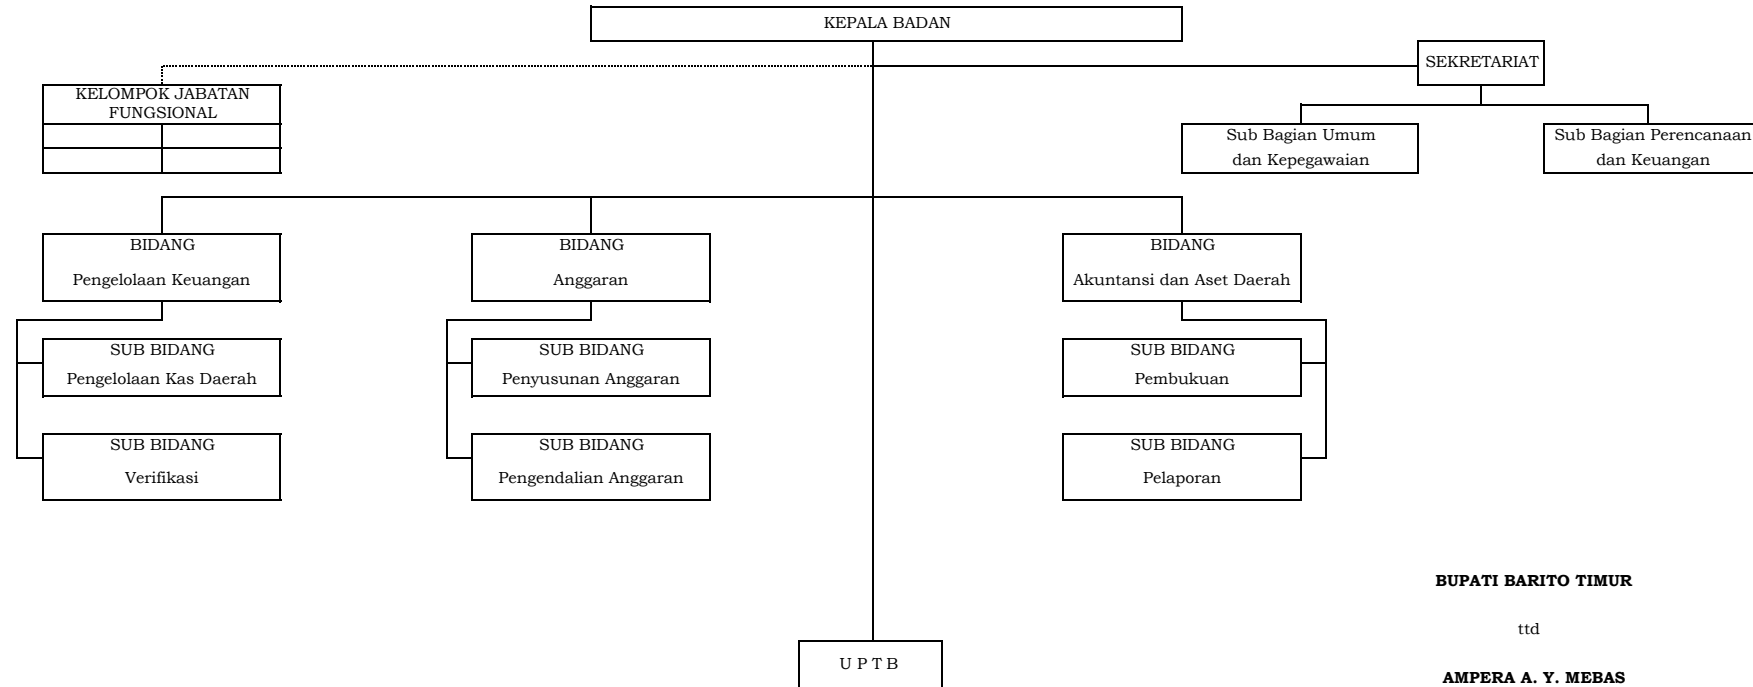 KEPALA BADAN
SEKRETARIAT
KELOMPOK JABATAN
FUNGSIONAL
Sub Bagian Umum
dan Kepegawaian
Sub Bagian Perencanaan
dan Keuangan
BIDANG
Pengelolaan Keuangan
BIDANG
Anggaran
BIDANG
Akuntansi dan Aset Daerah
SUB BIDANG
Pengelolaan Kas Daerah
SUB BIDANG
Penyusunan Anggaran
SUB BIDANG
Pembukuan
SUB BIDANG
Verifikasi
SUB BIDANG
Pengendalian Anggaran
SUB BIDANG
Pelaporan
BUPATI BARITO TIMUR
ttd
U P T B
AMPERA A. Y. MEBAS